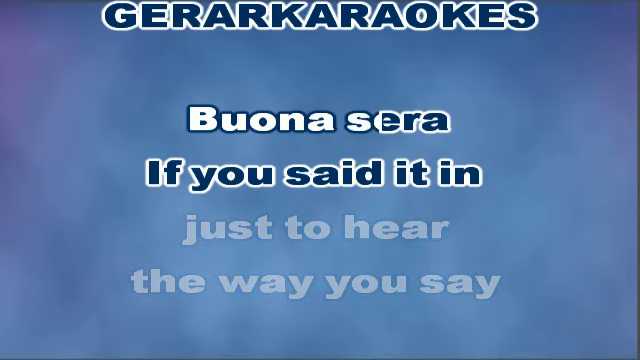 GERARKARAOKES
Buona sera
If you said it in
just to hear
the way you say